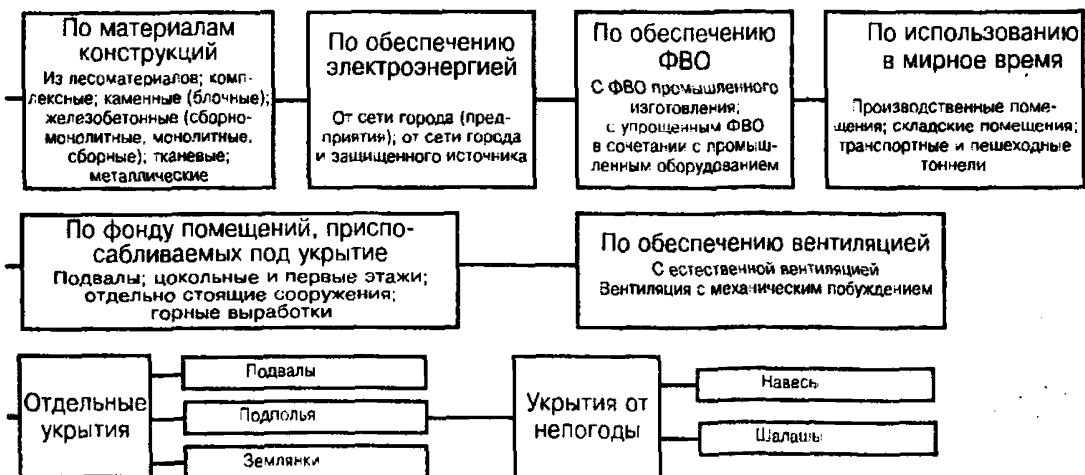 По материалам
конструкций
Из лесоматериалов; комп-
лексные; каменные (блочные);
железобетонные (сборно-
монолитные, монолитные,
сборные); тканевые;
металлические
По обеспечению
электроэнергией
От сети города (пред-
приятия); от сети города
и защищенного источника
По обеспечению
ФВО
С ФВО промышленного
изготовления;
с упрощенным ФВО
в сочетании с промыш-
ленным оборудованием
По использованию
в мирное время
Производственные поме-
щения; складские помещения;
транспортные и пешеходные
тоннели
По фонду помещений, приспо-
сабливаемых под укрытие
Подвалы; цокольные и первые этажи;
отдельно стоящие сооружения;
горные выработки
По обеспечению вентиляцией
С естественной вентиляцией
Вентиляция с механическим побуждением
Отдельные
укрытия
Подвалы
Подполья
Землянки
Укрытия от
непогоды
Навесы
Шалашы